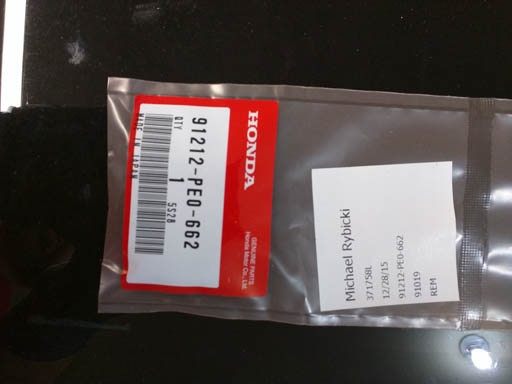 HONDA
GENUINE PARTS
Honda Motor Co., Ltd.
91212-PE0-662
QTY 1 5S28
MADE IN JAPAN
Michael Rybicki
371758L
12/28/15
91212-PE0-662
91019
REM